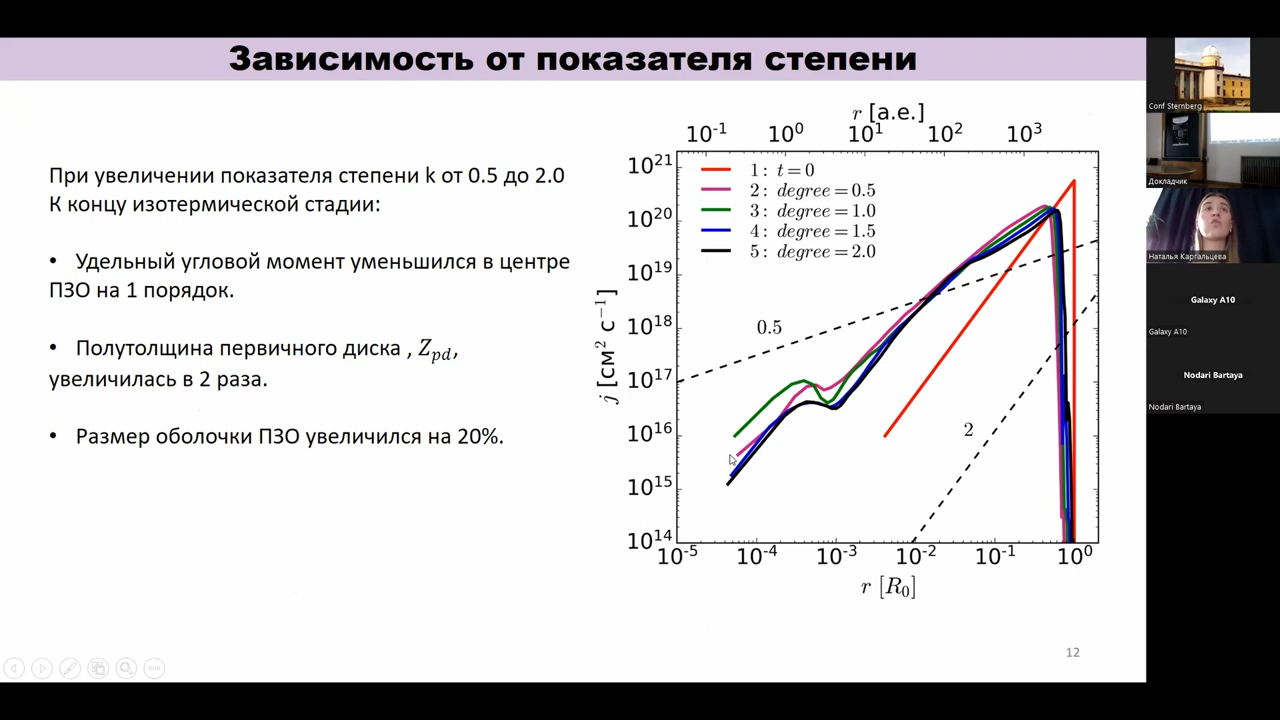 Зависимость от показателя степени
При увеличении показателя степени k от 0.5 до 2.0
К концу изотермической стадии:
• Удельный угловой момент уменьшился в центре
ПЗО на 1 порядок.
• Полутолщина первичного диска , Z_pd,
увеличилась в 2 раза.
• Размер оболочки ПЗО увеличился на 20%.
r [а.е.]
10^-1 10^0 10^1 10^2 10^3
10^21
10^20
10^19
10^18
10^17
10^16
10^15
10^14
j [см^2 с^-1]
1 : t = 0
2 : degree = 0.5
3 : degree = 1.0
4 : degree = 1.5
5 : degree = 2.0
0.5
2
10^-5 10^-4 10^-3 10^-2 10^-1 10^0
r [R_0]
12
Conf Sternberg
Докладчик
Наталья Каргальцева
Galaxy A10
Galaxy A10
Nodari Bartaya
Nodari Bartaya